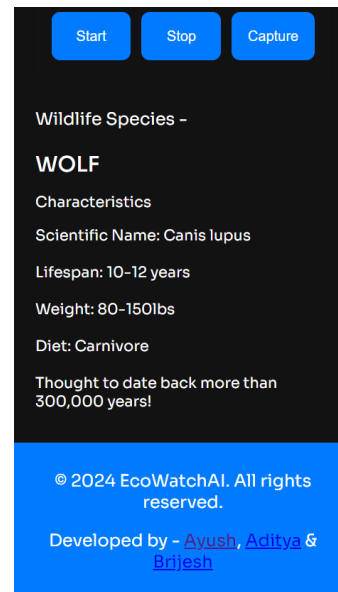 Start Stop Capture
Wildlife Species -
WOLF
Characteristics
Scientific Name: Canis lupus
Lifespan: 10-12 years
Weight: 80-150lbs
Diet: Carnivore
Thought to date back more than
300,000 years!
© 2024 EcoWatchAI. All rights
reserved.
Developed by - Ayush, Aditya &
Brijesh